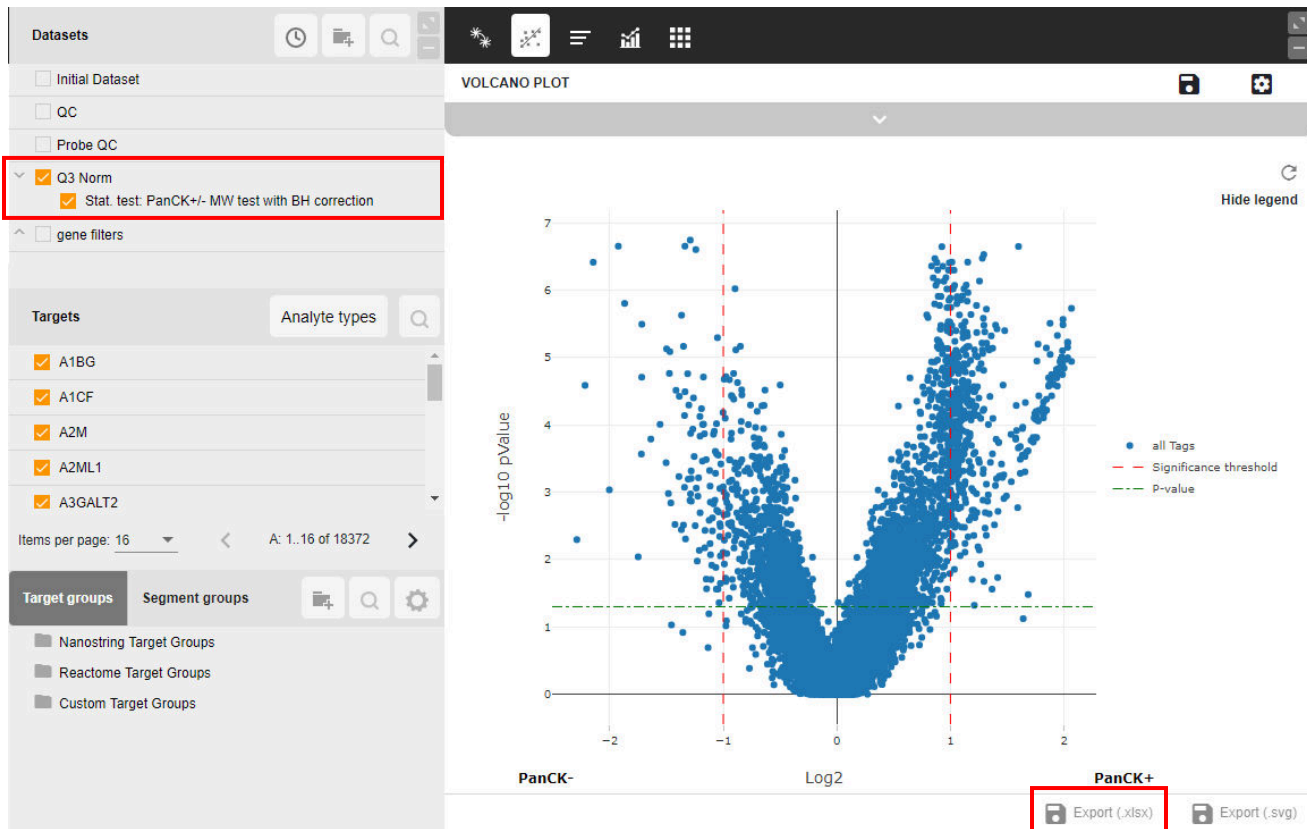 Datasets
Initial Dataset
QC
Probe QC
Q3 Norm
Stat. test: PanCK+/- MW test with BH correction
gene filters
Targets
Analyte types
A1BG
A1CF
A2M
A2ML1
A3GALT2
Items per page: 16
A: 1..16 of 18372
Target groups
Segment groups
Nanostring Target Groups
Reactome Target Groups
Custom Target Groups
VOLCANO PLOT
Hide legend
7
6
5
4
3
2
1
0
-log10 pValue
−2
−1
0
1
2
PanCK-
Log2
PanCK+
all Tags
Significance threshold
P-value
Export (.xlsx)
Export (.svg)